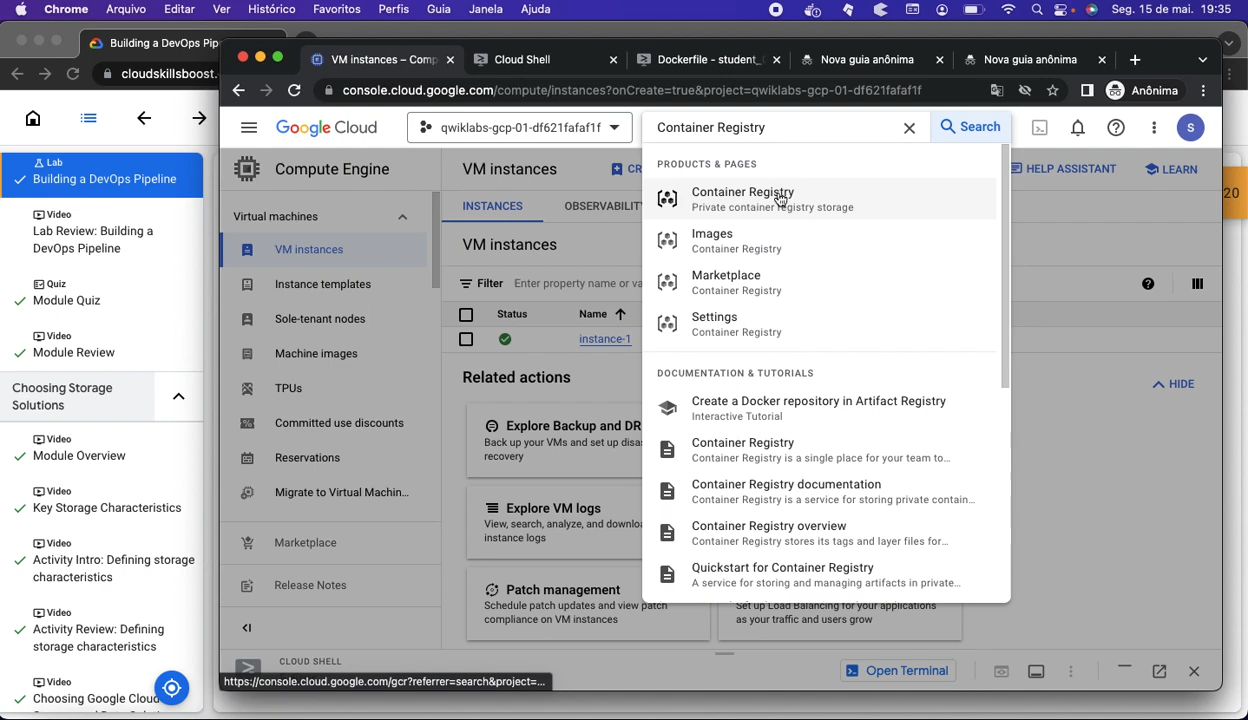 Chrome Arquivo Editar Ver Histórico Favoritos Perfis Guia Janela Ajuda Seg. 15 de mai. 19:35
Building a DevOps Pip
cloudskillsboost.
VM instances – Comp
Cloud Shell
Dockerfile - student_
Nova guia anônima
Nova guia anônima
console.cloud.google.com/compute/instances?onCreate=true&project=qwiklabs-gcp-01-df621fafaf1f
Anônima
Google Cloud
qwiklabs-gcp-01-df621fafaf1f
Container Registry
Search
S
Lab
Building a DevOps Pipeline
Video
Lab Review: Building a
DevOps Pipeline
Quiz
Module Quiz
Video
Module Review
Choosing Storage
Solutions
Video
Module Overview
Video
Key Storage Characteristics
Video
Activity Intro: Defining storage
characteristics
Video
Activity Review: Defining
storage characteristics
Video
Choosing Google Cloud
Compute Engine
Virtual machines
VM instances
Instance templates
Sole-tenant nodes
Machine images
TPUs
Committed use discounts
Reservations
Migrate to Virtual Machin...
Marketplace
Release Notes
VM instances
CR
HELP ASSISTANT
LEARN
INSTANCES
OBSERVABILITY
VM instances
Filter Enter property name or va
Status Name
instance-1
Related actions
HIDE
Explore Backup and DR
Back up your VMs and set up disas
recovery
Explore VM logs
View, search, analyze, and downlo
instance logs
Patch management
Schedule patch updates and view patch
compliance on VM instances
Set up Load Balancing for your applications
as your traffic and users grow
PRODUCTS & PAGES
Container Registry
Private container registry storage
Images
Container Registry
Marketplace
Container Registry
Settings
Container Registry
DOCUMENTATION & TUTORIALS
Create a Docker repository in Artifact Registry
Interactive Tutorial
Container Registry
Container Registry is a single place for your team to...
Container Registry documentation
Container Registry is a service for storing private contain...
Container Registry overview
Container Registry stores its tags and layer files for...
Quickstart for Container Registry
A service for storing and managing artifacts in private...
20
CLOUD SHELL
Open Terminal
https://console.cloud.google.com/gcr?referrer=search&project=...